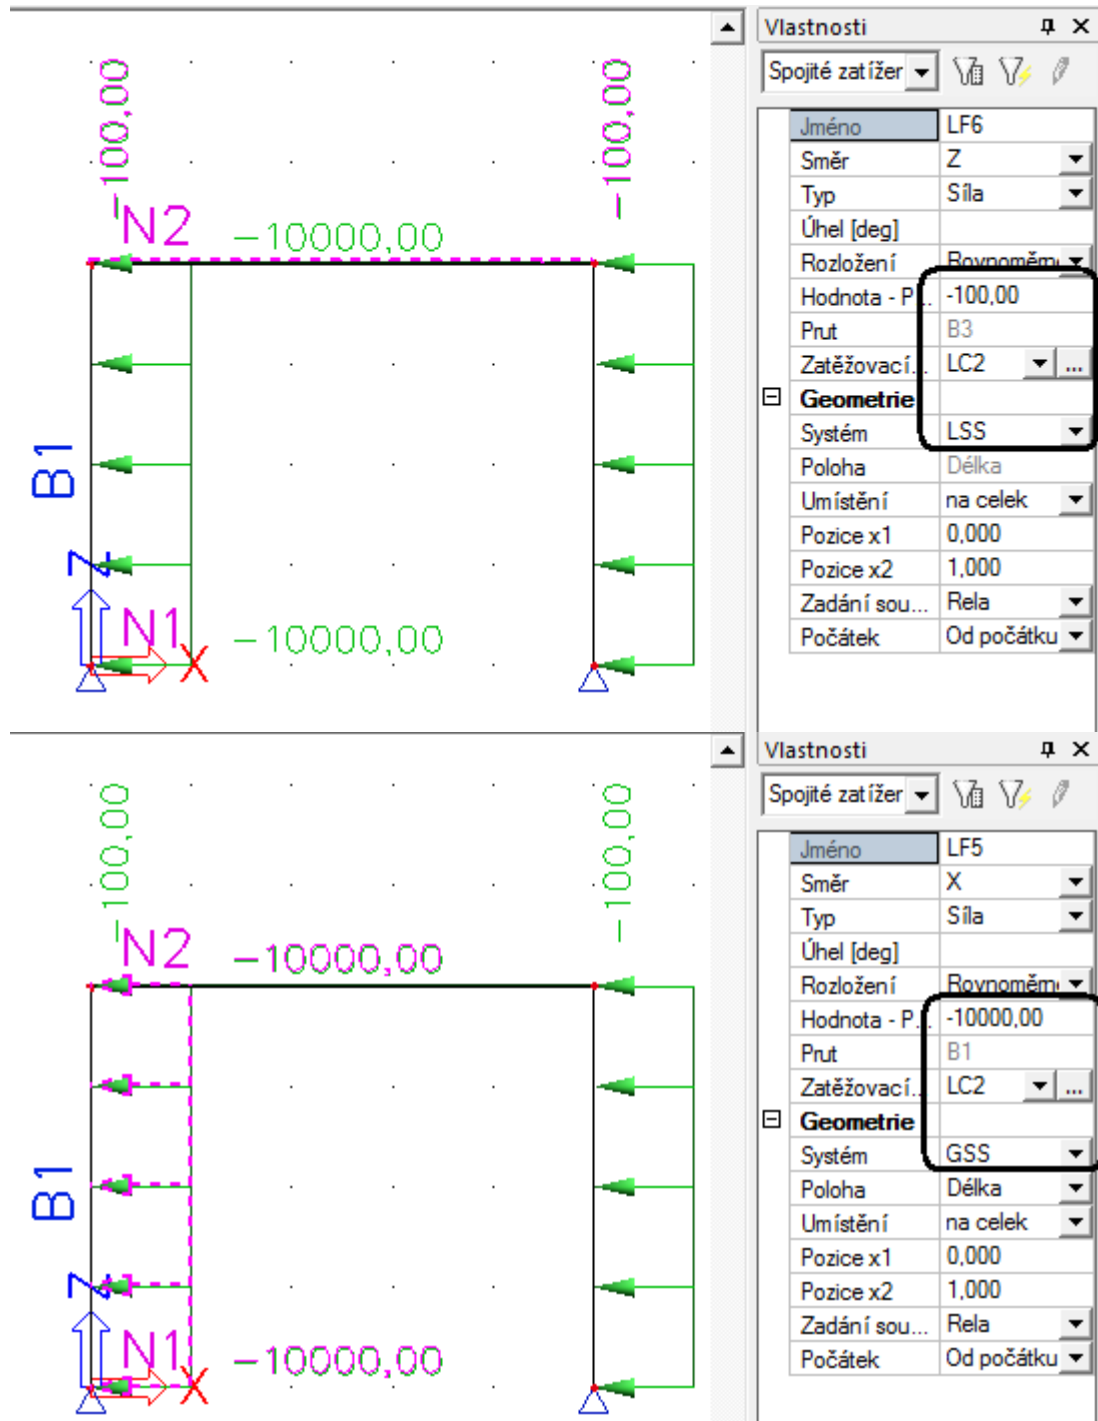 Vlastnosti
Spojité zatížer
Jméno LF6
Směr Z
Typ Síla
Úhel [deg]
Rozložení Rovnoměrn
Hodnota - P... -100,00
Prut B3
Zatěžovací... LC2 ...
Geometrie
Systém LSS
Poloha Délka
Umístění na celek
Pozice x1 0,000
Pozice x2 1,000
Zadání sou... Rela
Počátek Od počátku
-100,00
-100,00
N2
-10000,00
B1
Z
N1
X
-10000,00
Vlastnosti
Spojité zatížer
Jméno LF5
Směr X
Typ Síla
Úhel [deg]
Rozložení Rovnoměrn
Hodnota - P... -10000,00
Prut B1
Zatěžovací... LC2 ...
Geometrie
Systém GSS
Poloha Délka
Umístění na celek
Pozice x1 0,000
Pozice x2 1,000
Zadání sou... Rela
Počátek Od počátku
-100,00
-100,00
N2
-10000,00
B1
Z
N1
X
-10000,00